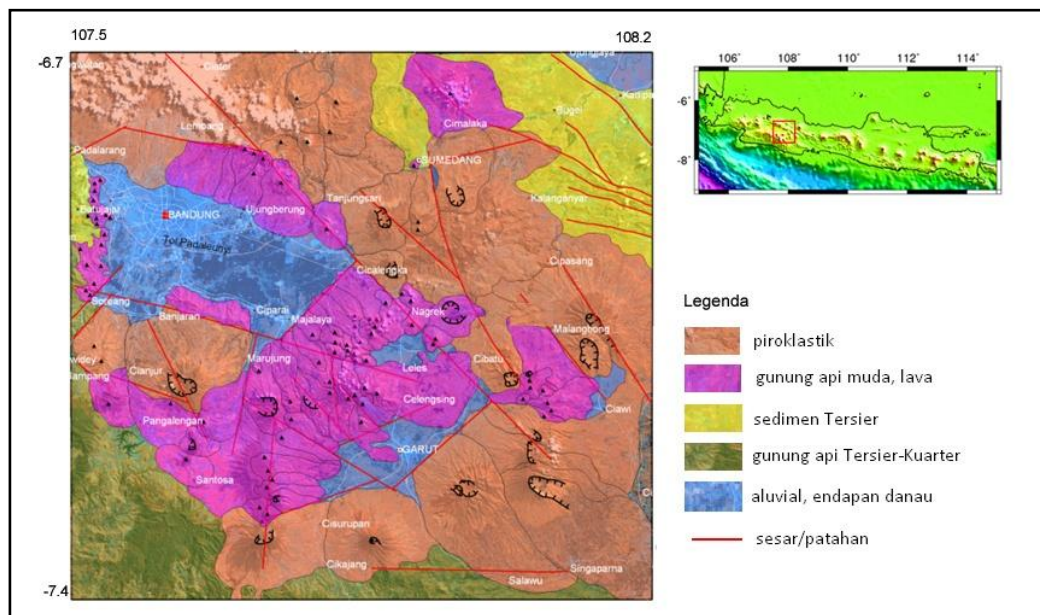 107.5
108.2
-6.7
-7.4
Lembang
Cimalaka
Bugel
SUMEDANG
Padalarang
Tanjungsari
Kalanganyar
Batujajar
BANDUNG
Ujungberung
Tol Padaleunyi
Cicalengka
Cipasang
Soreang
Banjaran
Ciparai
Majalaya
Nagrek
Malangbong
Marujung
Cibatu
Leles
Cianjur
Celengsing
Ciawi
Pangalengan
GARUT
Santosa
Cisurupan
Cikajang
Salawu
Singaparna
106°
108°
110°
112°
114°
-6°
-8°
Legenda
piroklastik
gunung api muda, lava
sedimen Tersier
gunung api Tersier-Kuarter
aluvial, endapan danau
sesar/patahan